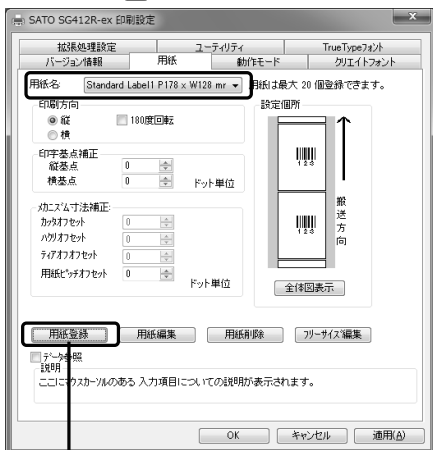 SATO SG412R-ex 印刷設定
拡張処理設定 ユーティリティ TrueTypeフォント
バージョン情報 用紙 動作モード クリエイトフォント
用紙名: Standard Label1 P178 x W128 mr 用紙は最大 20 個登録できます。
印刷方向 設定個所
縦 180度回転
横
印字基点補正
縦基点 0
横基点 0 ドット単位
メカニズム寸法補正:
カッタオフセット 0
ハクリオフセット 0
ティアオフオフセット 0
用紙ピッチオフセット 0 ドット単位
123
123
搬送方向
全体図表示
用紙登録 用紙編集 用紙削除 フリーサイズ編集
データ参照
説明
ここにマウスカーソルのある 入力項目についての説明が表示されます。
OK キャンセル 適用(A)